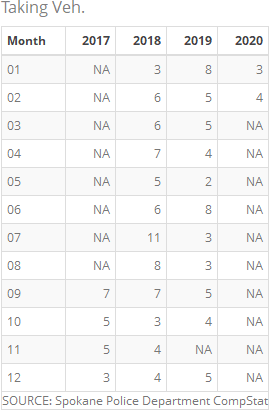 Taking Veh.
Month 2017 2018 2019 2020
01 NA 3 8 3
02 NA 6 5 4
03 NA 6 5 NA
04 NA 7 4 NA
05 NA 5 2 NA
06 NA 6 8 NA
07 NA 11 3 NA
08 NA 8 3 NA
09 7 7 5 NA
10 5 3 4 NA
11 5 4 NA NA
12 3 4 5 NA
SOURCE: Spokane Police Department CompStat